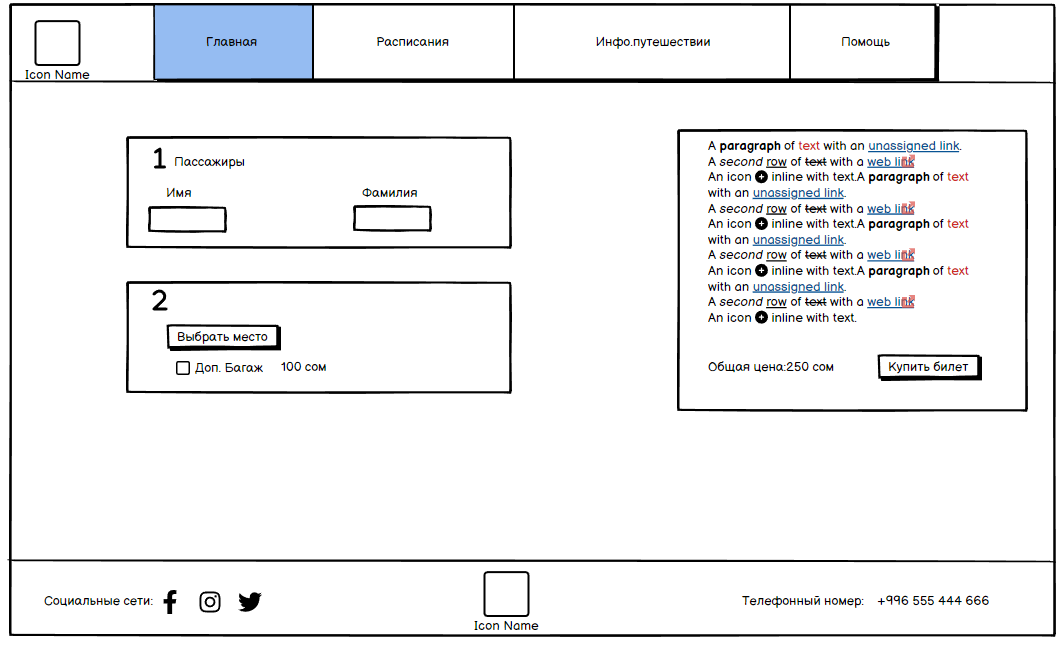 Icon Name
Главная
Расписания
Инфо.путешествии
Помощь
1 Пассажиры
Имя
Фамилия
2
Выбрать место
Доп. Багаж 100 сом
A paragraph of text with an unassigned link.
A second row of text with a web link
An icon inline with text.A paragraph of text
with an unassigned link.
A second row of text with a web link
An icon inline with text.A paragraph of text
with an unassigned link.
A second row of text with a web link
An icon inline with text.A paragraph of text
with an unassigned link.
A second row of text with a web link
An icon inline with text.
Общая цена:250 сом
Купить билет
Социальные сети:
Icon Name
Телефонный номер: +996 555 444 666